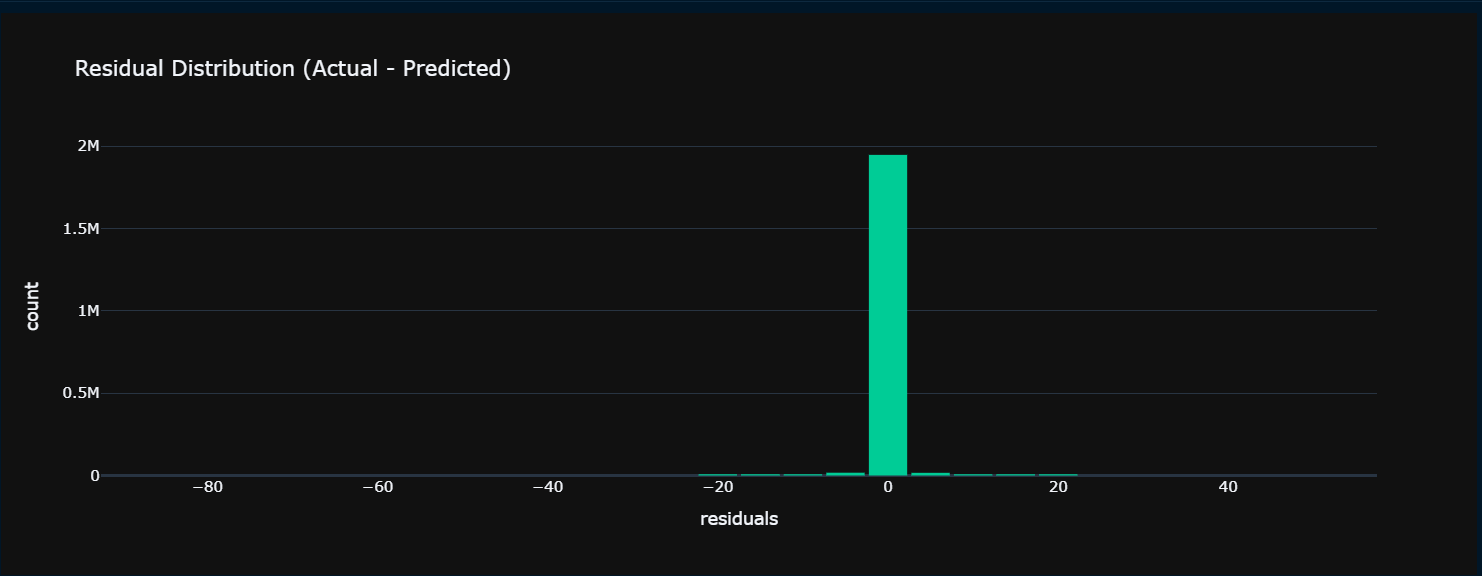 Residual Distribution (Actual - Predicted)
2M
1.5M
1M
0.5M
0
count
−80
−60
−40
−20
0
20
40
residuals